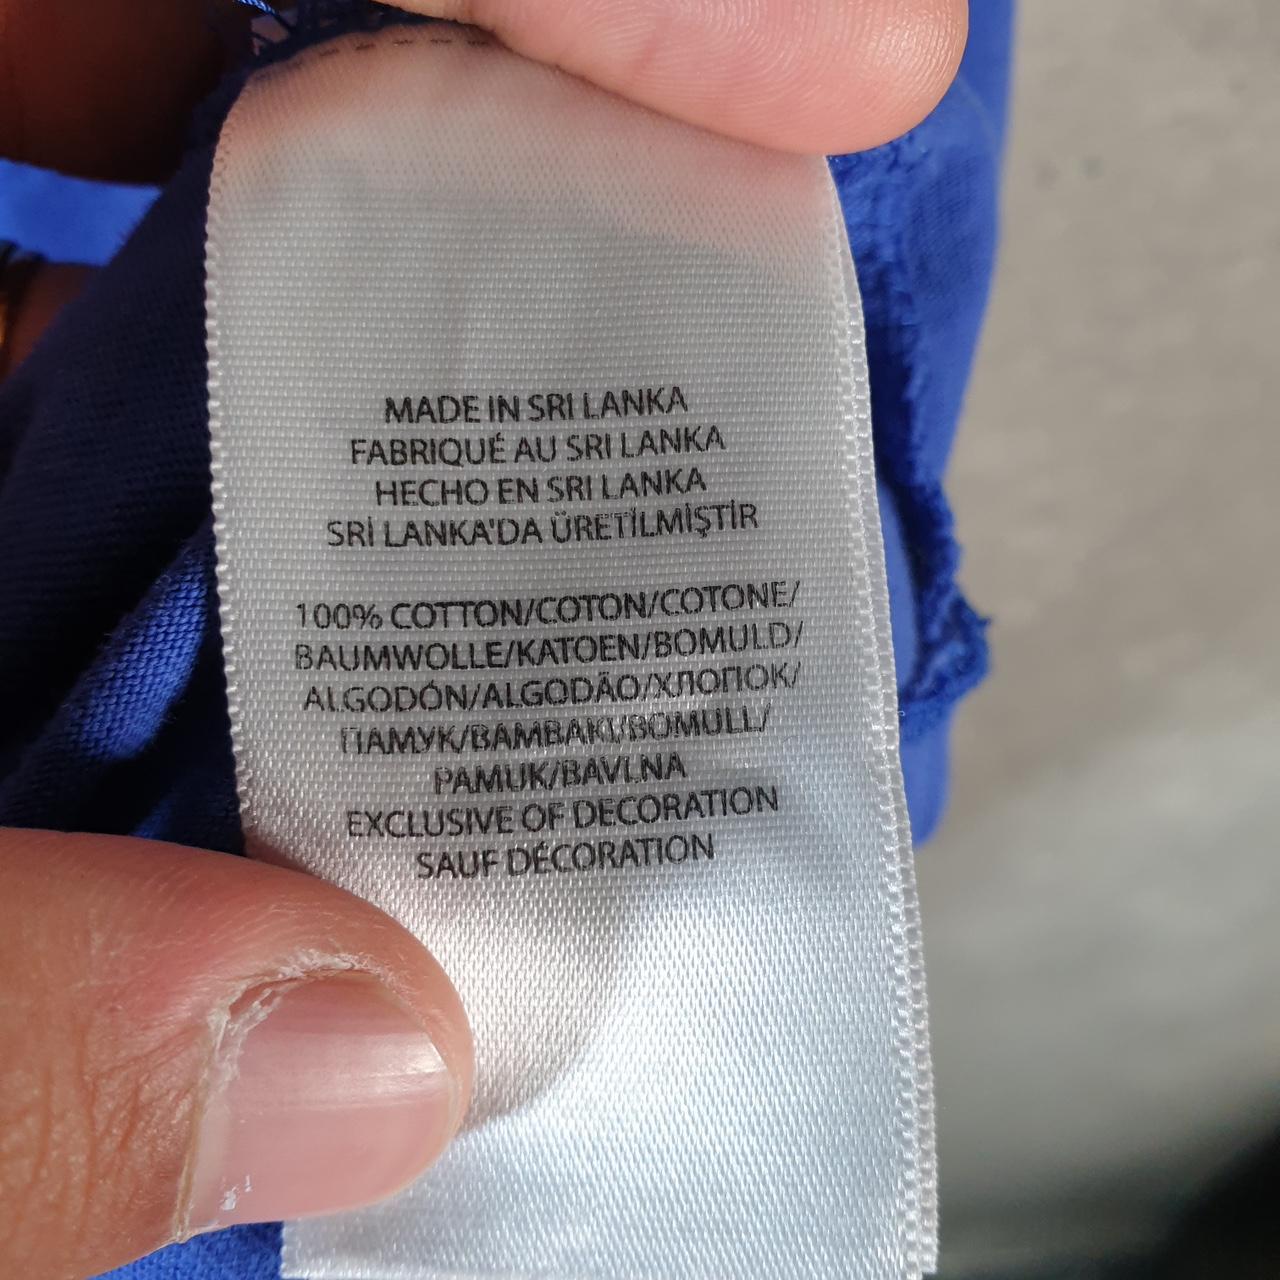 MADE IN SRI LANKA
FABRIQUÉ AU SRI LANKA
HECHO EN SRI LANKA
SRİ LANKA'DA ÜRETİLMİŞTİR
100% COTTON/COTON/COTONE/
BAUMWOLLE/KATOEN/BOMULD/
ALGODÓN/ALGODÃO/ХЛОПОК/
ПАМУК/BAMBAKI/BOMULL/
PAMUK/BAVLNA
EXCLUSIVE OF DECORATION
SAUF DÉCORATION